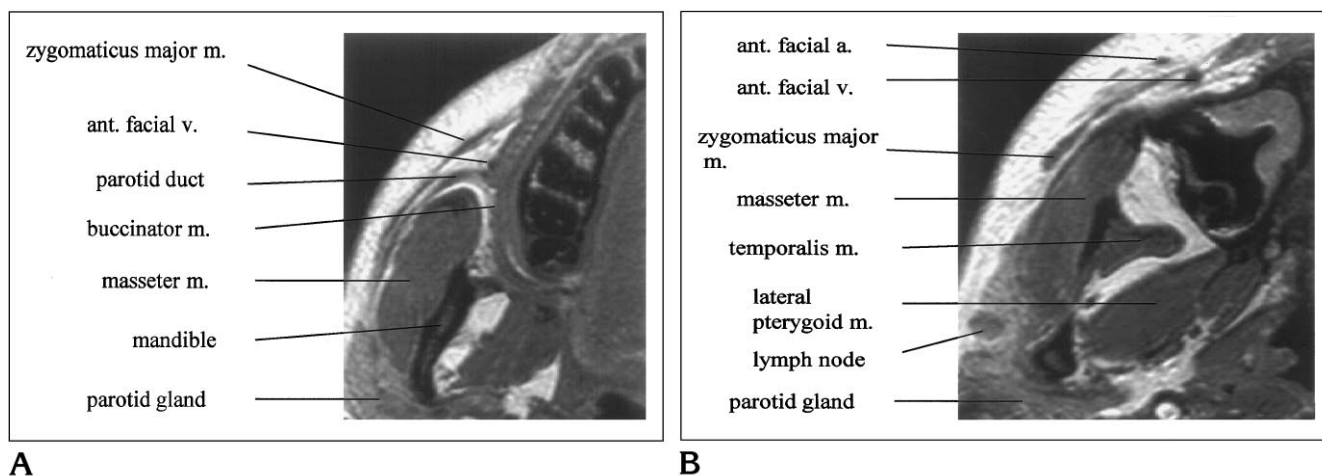 zygomaticus major m.
ant. facial v.
parotid duct
buccinator m.
masseter m.
mandible
parotid gland
A
ant. facial a.
ant. facial v.
zygomaticus major
m.
masseter m.
temporalis m.
lateral
pterygoid m.
lymph node
parotid gland
B